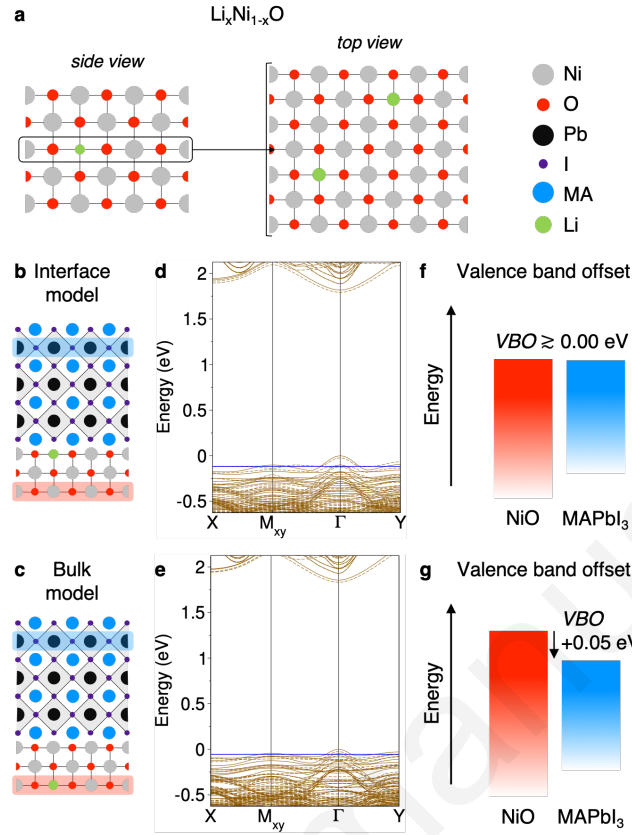 a
LiₓNi₁₋ₓO
side view
top view
Ni
O
Pb
I
MA
Li
b Interface model
d
2
1.5
1
0.5
0
-0.5
Energy (eV)
X Mxy Γ Y
f Valence band offset
VBO ≳ 0.00 eV
Energy
NiO MAPbI₃
c Bulk model
e
2
1.5
1
0.5
0
-0.5
Energy (eV)
X Mxy Γ Y
g Valence band offset
VBO
+0.05 eV
Energy
NiO MAPbI₃